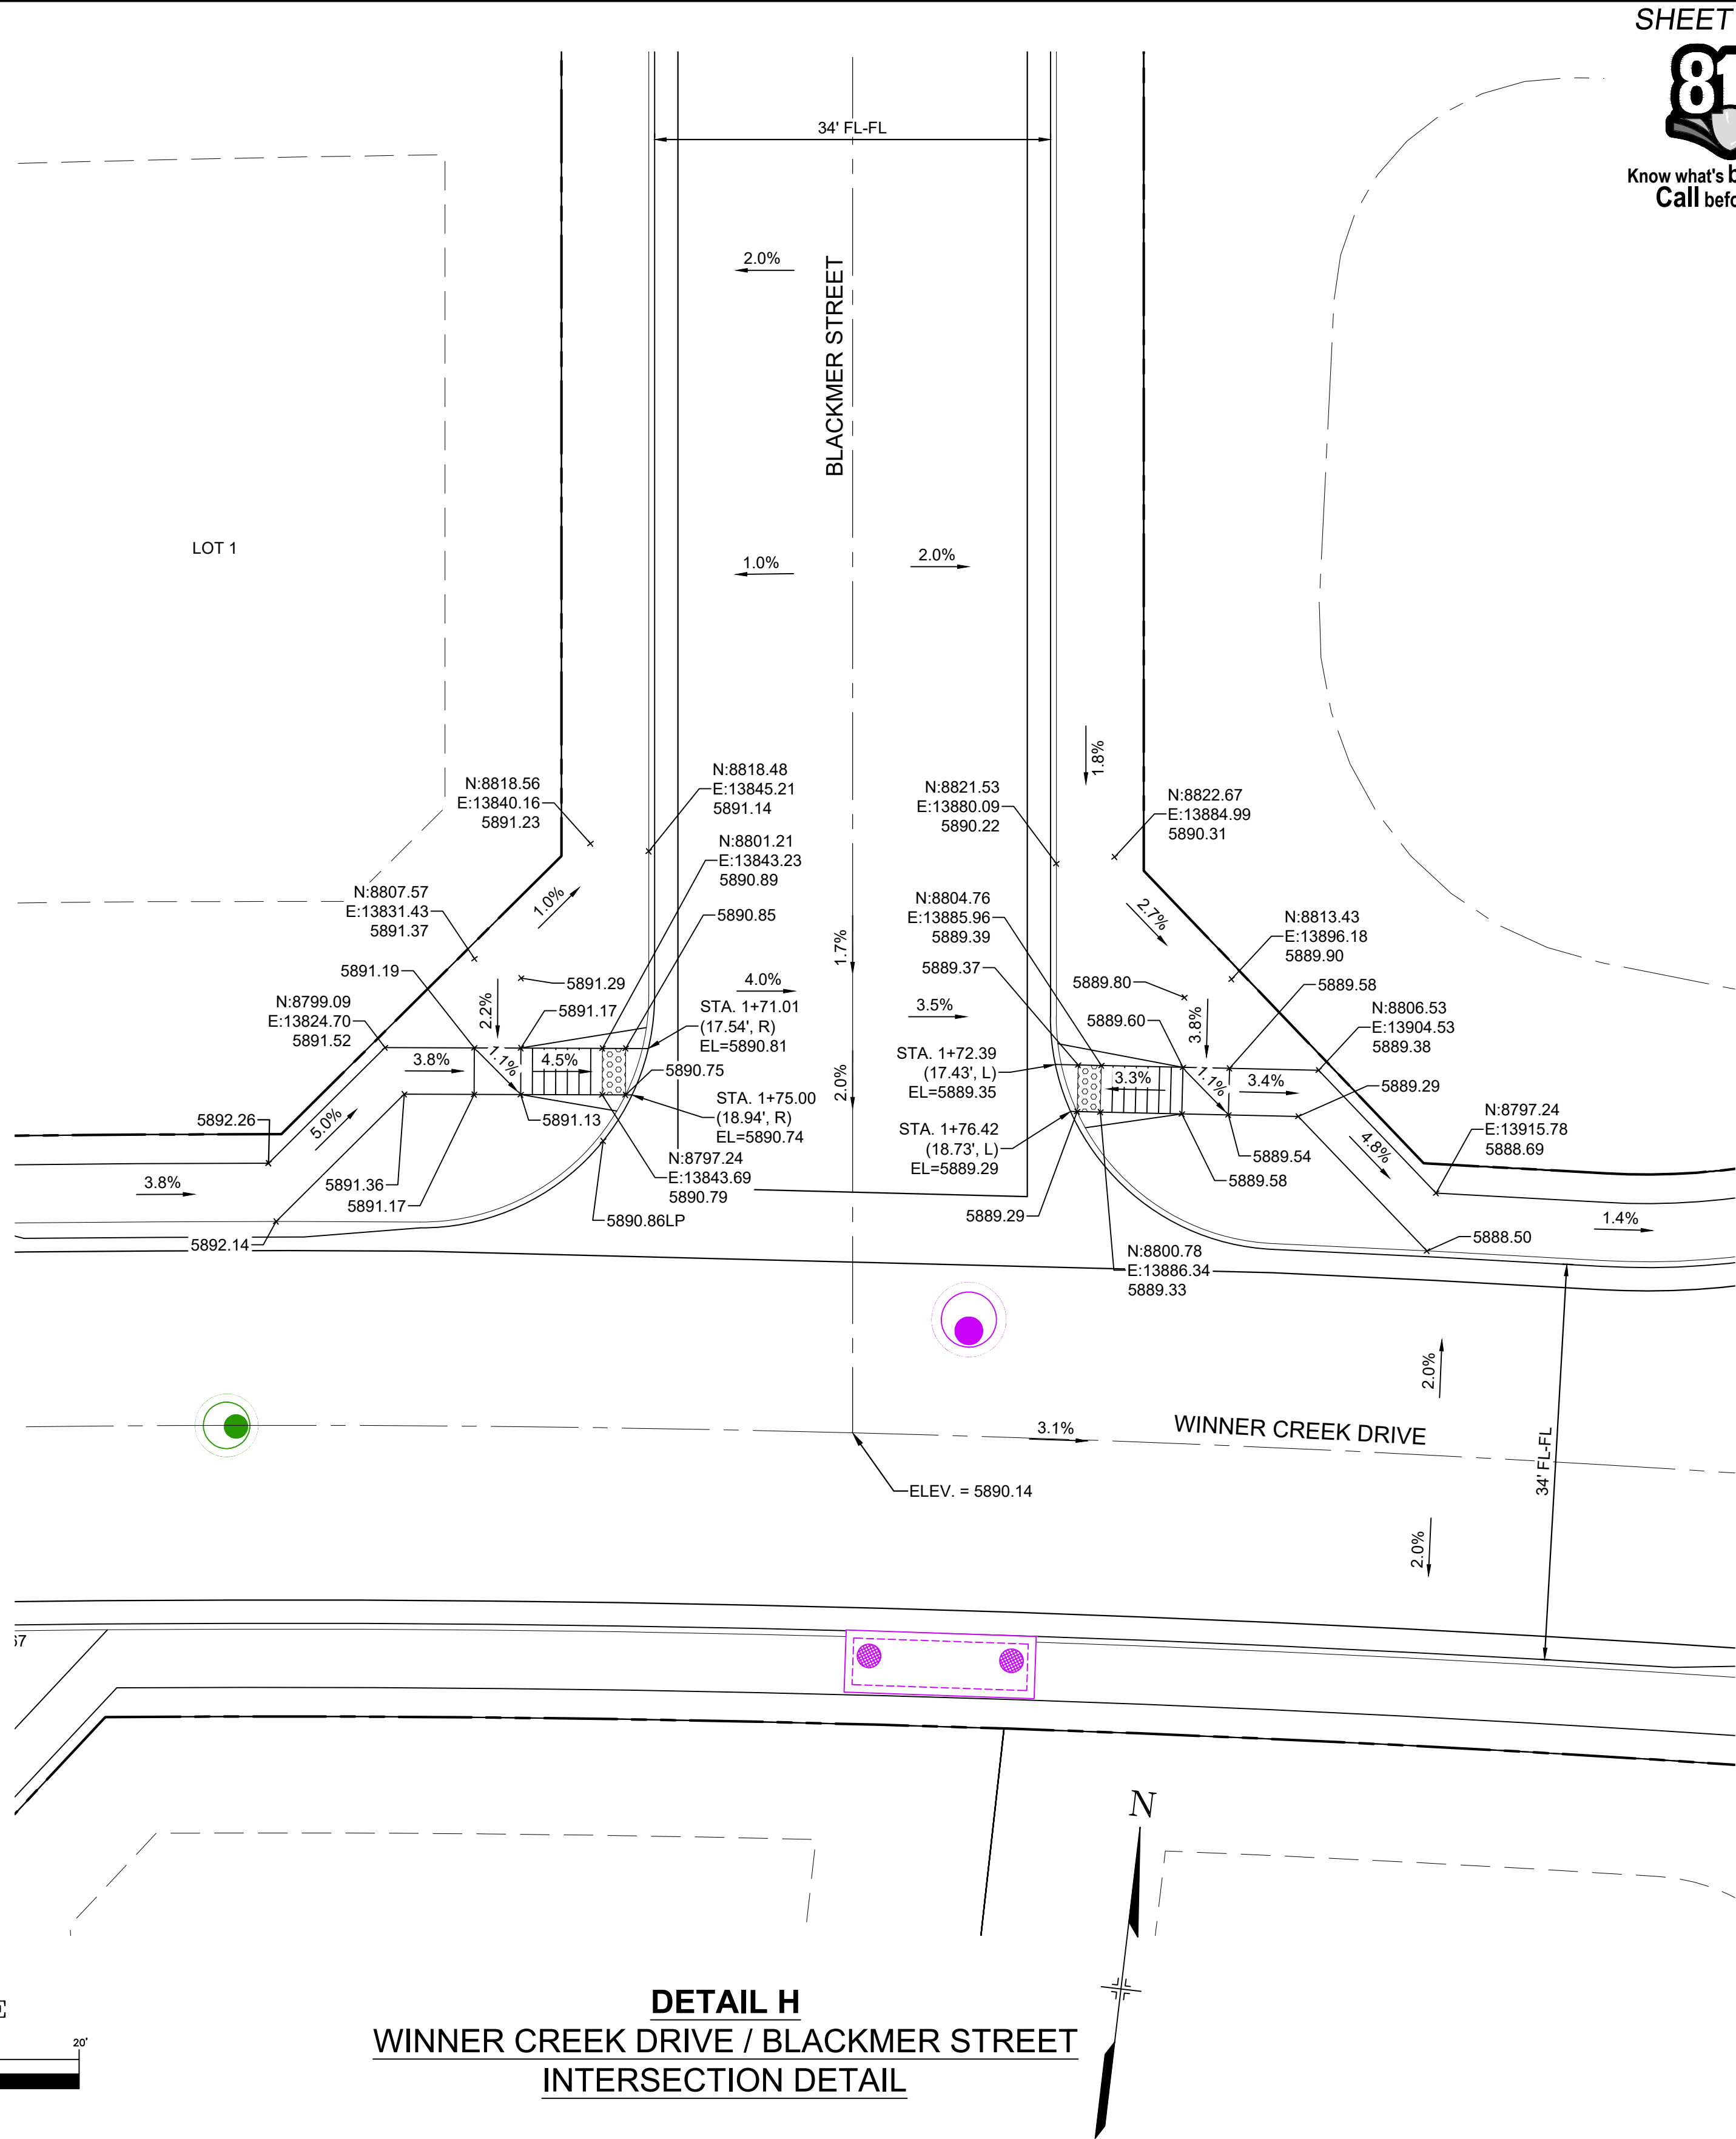 SHEET
81
Know what's b
Call befo
34' FL-FL
2.0%
BLACKMER STREET
LOT 1
1.0%
2.0%
1.8%
N:8818.56
E:13840.16
5891.23
N:8818.48
E:13845.21
5891.14
N:8821.53
E:13880.09
5890.22
N:8822.67
E:13884.99
5890.31
N:8801.21
E:13843.23
5890.89
N:8807.57
E:13831.43
5891.37
1.0%
5890.85
N:8804.76
E:13885.96
5889.39
2.7%
N:8813.43
E:13896.18
5889.90
1.7%
5891.19
5891.29
4.0%
5889.37
5889.80
5889.58
N:8799.09
E:13824.70
5891.52
2.2%
5891.17
STA. 1+71.01
(17.54', R)
EL=5890.81
3.5%
5889.60
3.8%
N:8806.53
E:13904.53
5889.38
3.8%
1.1%
4.5%
5890.75
2.0%
STA. 1+72.39
(17.43', L)
EL=5889.35
3.3%
1.1%
3.4%
5889.29
5892.26
5.0%
5891.13
STA. 1+75.00
(18.94', R)
EL=5890.74
STA. 1+76.42
(18.73', L)
EL=5889.29
4.8%
N:8797.24
E:13915.78
5888.69
3.8%
5891.36
5891.17
N:8797.24
E:13843.69
5890.79
5889.54
5889.58
5892.14
5890.86LP
5889.29
1.4%
5888.50
N:8800.78
E:13886.34
5889.33
2.0%
3.1%
WINNER CREEK DRIVE
34' FL-FL
ELEV. = 5890.14
2.0%
67
N
DETAIL H
WINNER CREEK DRIVE / BLACKMER STREET
INTERSECTION DETAIL
E
20'